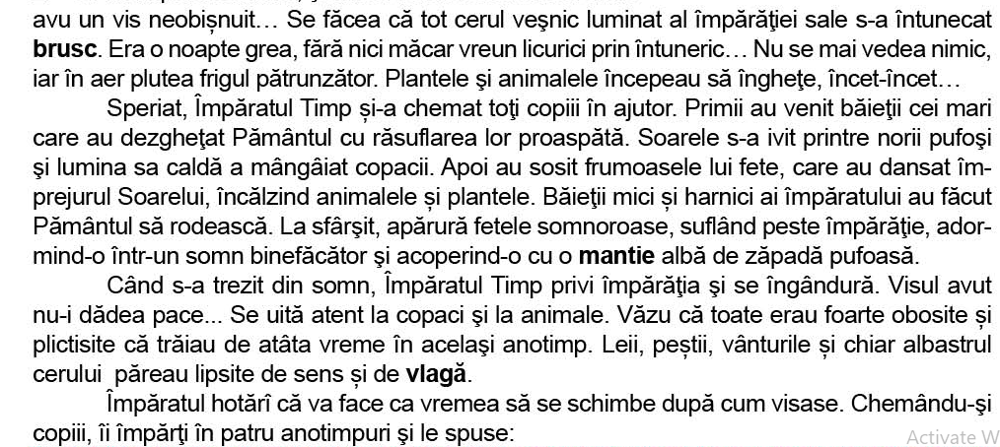 avu un vis neobișnuit... Se făcea că tot cerul veşnic luminat al împărăţiei sale s-a întunecat
brusc. Era o noapte grea, fără nici măcar vreun licurici prin întuneric... Nu se mai vedea nimic,
iar în aer plutea frigul pătrunzător. Plantele şi animalele începeau să îngheţe, încet-încet...
Speriat, Împăratul Timp și-a chemat toţi copiii în ajutor. Primii au venit băieţii cei mari
care au dezgheţat Pământul cu răsuflarea lor proaspătă. Soarele s-a ivit printre norii pufoşi
şi lumina sa caldă a mângâiat copacii. Apoi au sosit frumoasele lui fete, care au dansat îm-
prejurul Soarelui, încălzind animalele și plantele. Băieţii mici și harnici ai împăratului au făcut
Pământul să rodească. La sfârşit, apărură fetele somnoroase, suflând peste împărăţie, ador-
mind-o într-un somn binefăcător şi acoperind-o cu o mantie albă de zăpadă pufoasă.
Când s-a trezit din somn, Împăratul Timp privi împărăţia şi se îngândură. Visul avut
nu-i dădea pace... Se uită atent la copaci şi la animale. Văzu că toate erau foarte obosite și
plictisite că trăiau de atâta vreme în acelaşi anotimp. Leii, peștii, vânturile și chiar albastrul
cerului păreau lipsite de sens și de vlagă.
Împăratul hotărî că va face ca vremea să se schimbe după cum visase. Chemându-şi
copiii, îi împărţi în patru anotimpuri şi le spuse:
Activate W